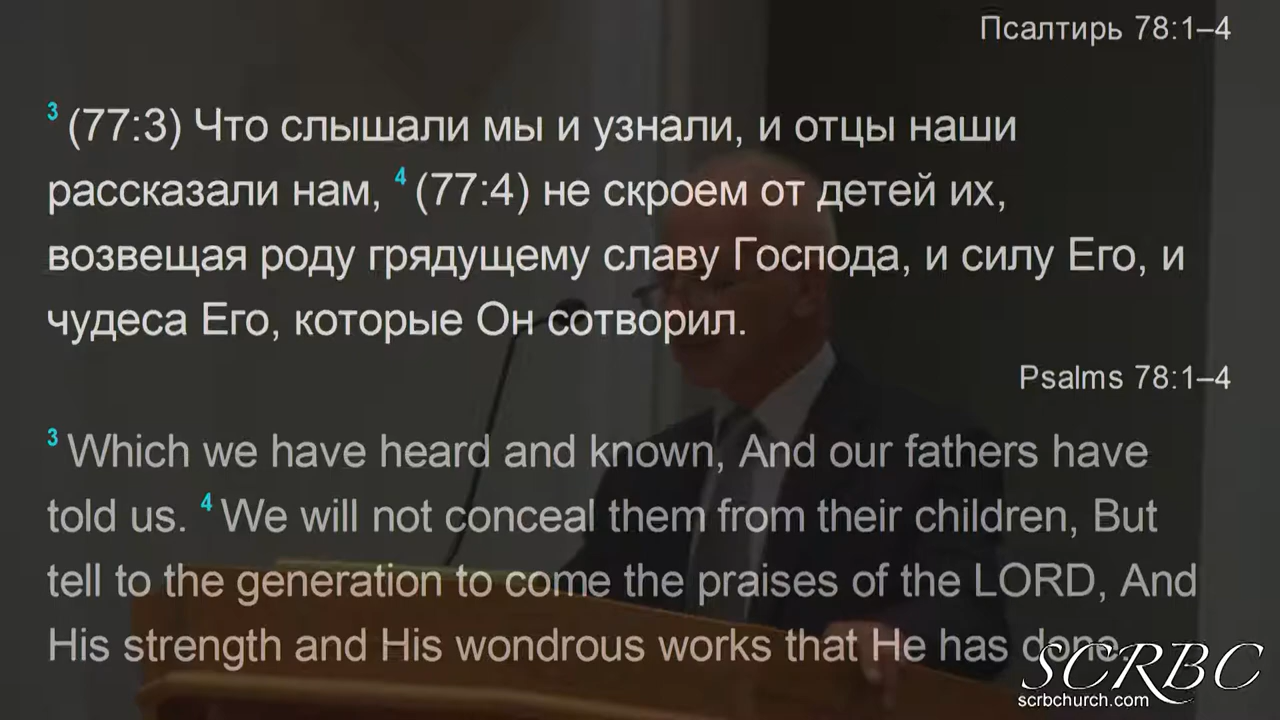 Псалтирь 78:1–4
3 (77:3) Что слышали мы и узнали, и отцы наши
рассказали нам, 4 (77:4) не скроем от детей их,
возвещая роду грядущему славу Господа, и силу Его, и
чудеса Его, которые Он сотворил.
Psalms 78:1–4
3 Which we have heard and known, And our fathers have
told us. 4 We will not conceal them from their children, But
tell to the generation to come the praises of the LORD, And
His strength and His wondrous works that He has done.
SCRBC
scrbchurch.com